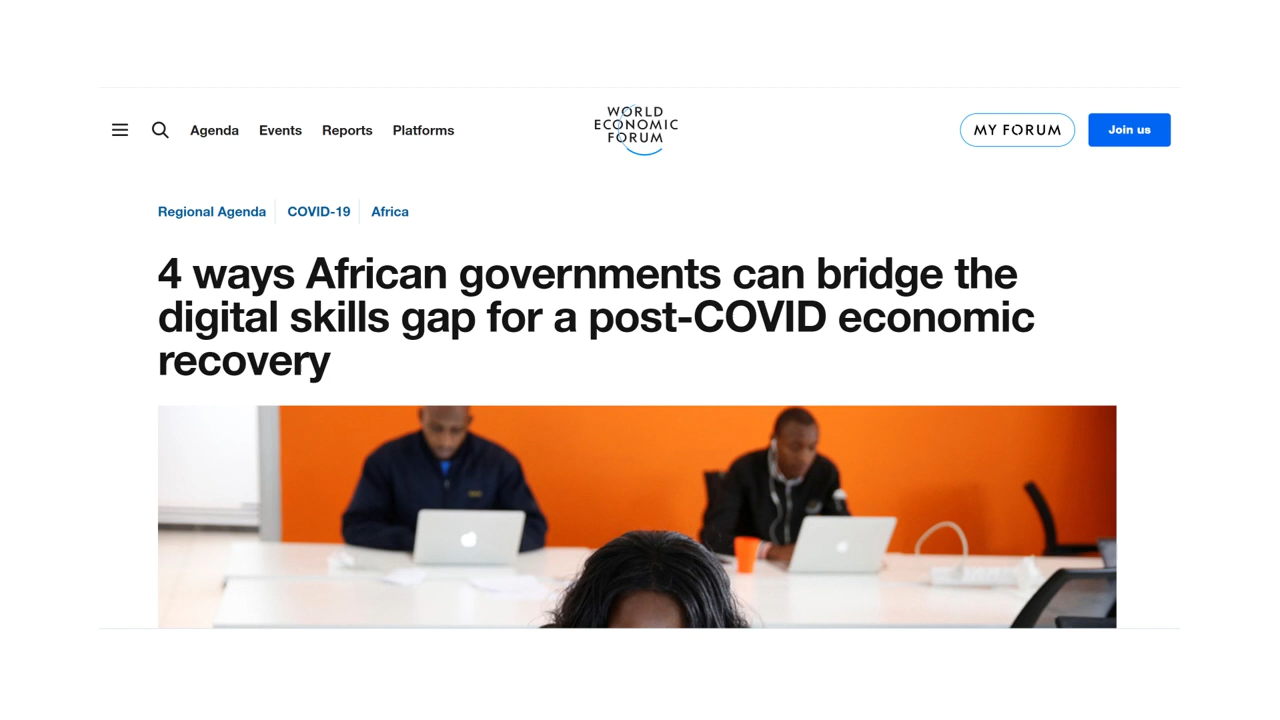 Agenda Events Reports Platforms
WORLD
ECONOMIC
FORUM
MY FORUM
Join us
Regional Agenda COVID-19 Africa
4 ways African governments can bridge the
digital skills gap for a post-COVID economic
recovery